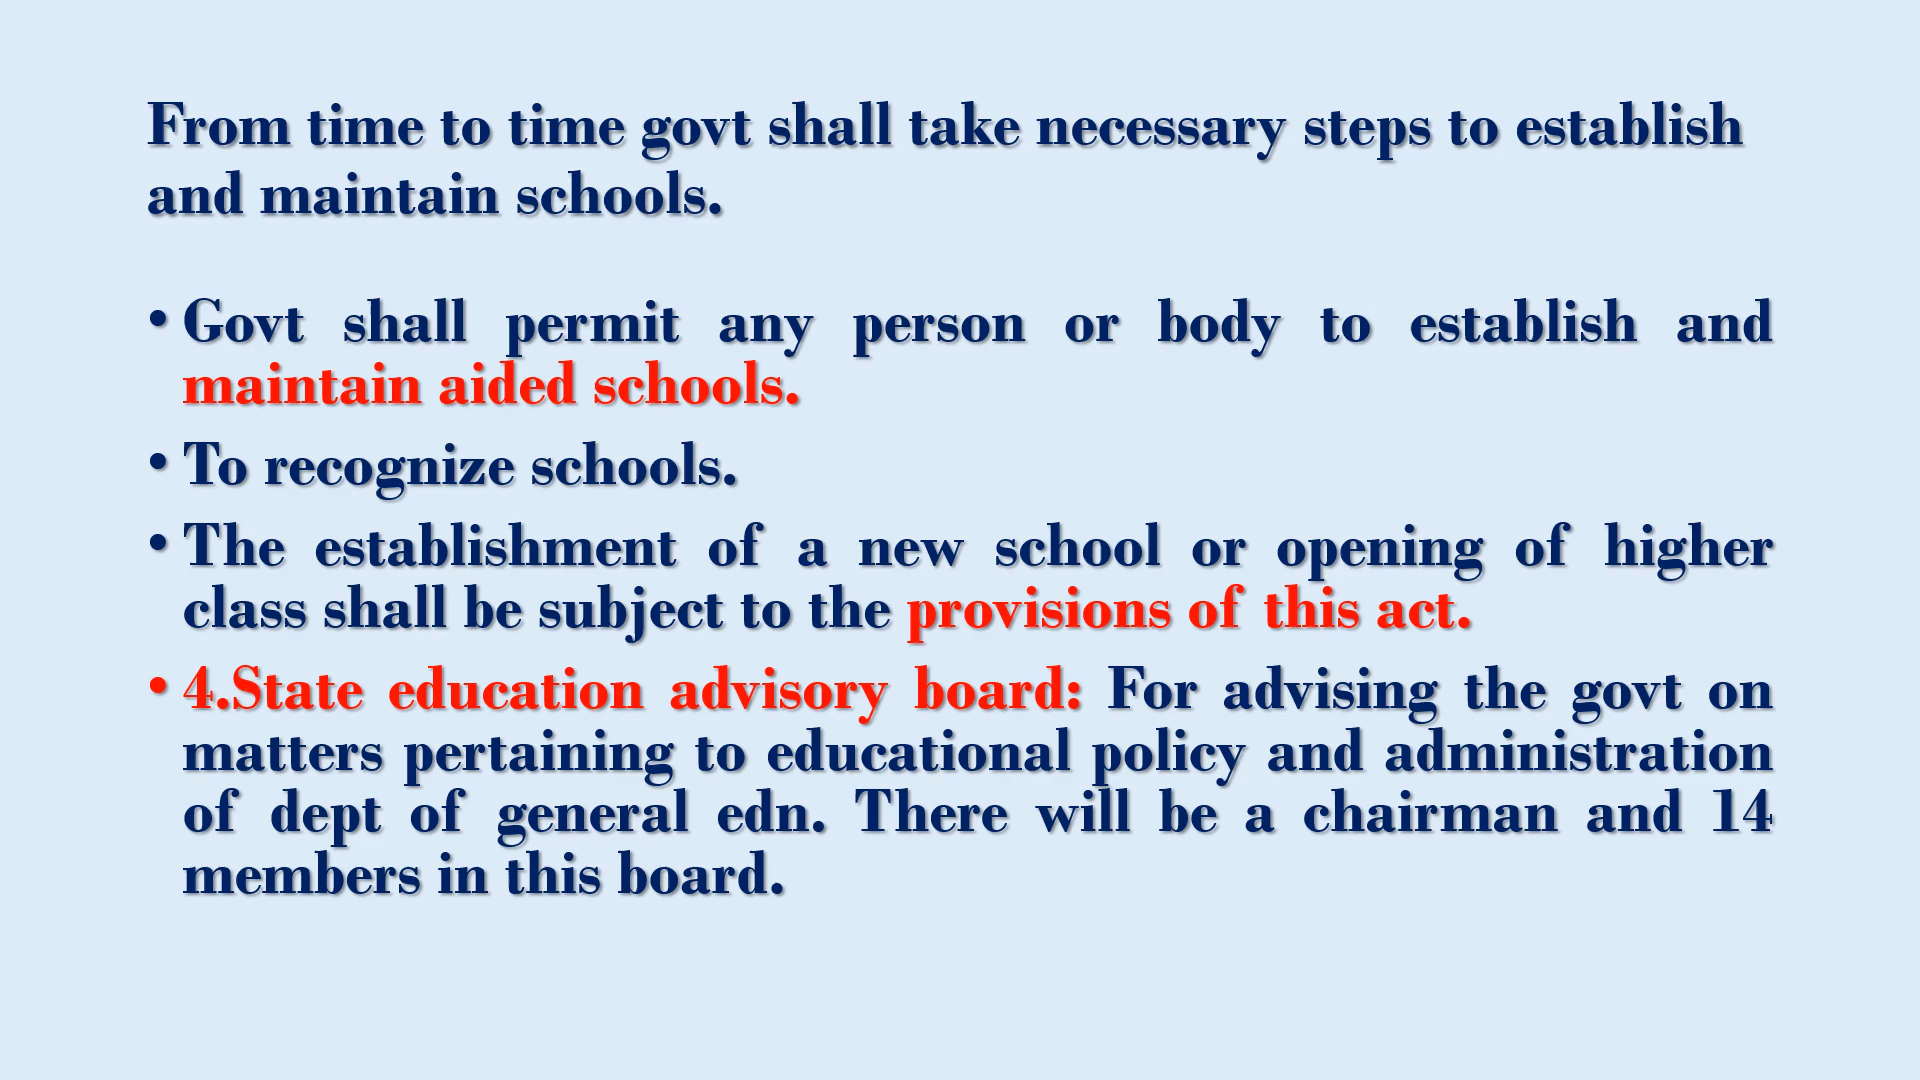 From time to time govt shall take necessary steps to establish
and maintain schools.
• Govt shall permit any person or body to establish and
maintain aided schools.
• To recognize schools.
• The establishment of a new school or opening of higher
class shall be subject to the provisions of this act.
• 4.State education advisory board: For advising the govt on
matters pertaining to educational policy and administration
of dept of general edn. There will be a chairman and 14
members in this board.